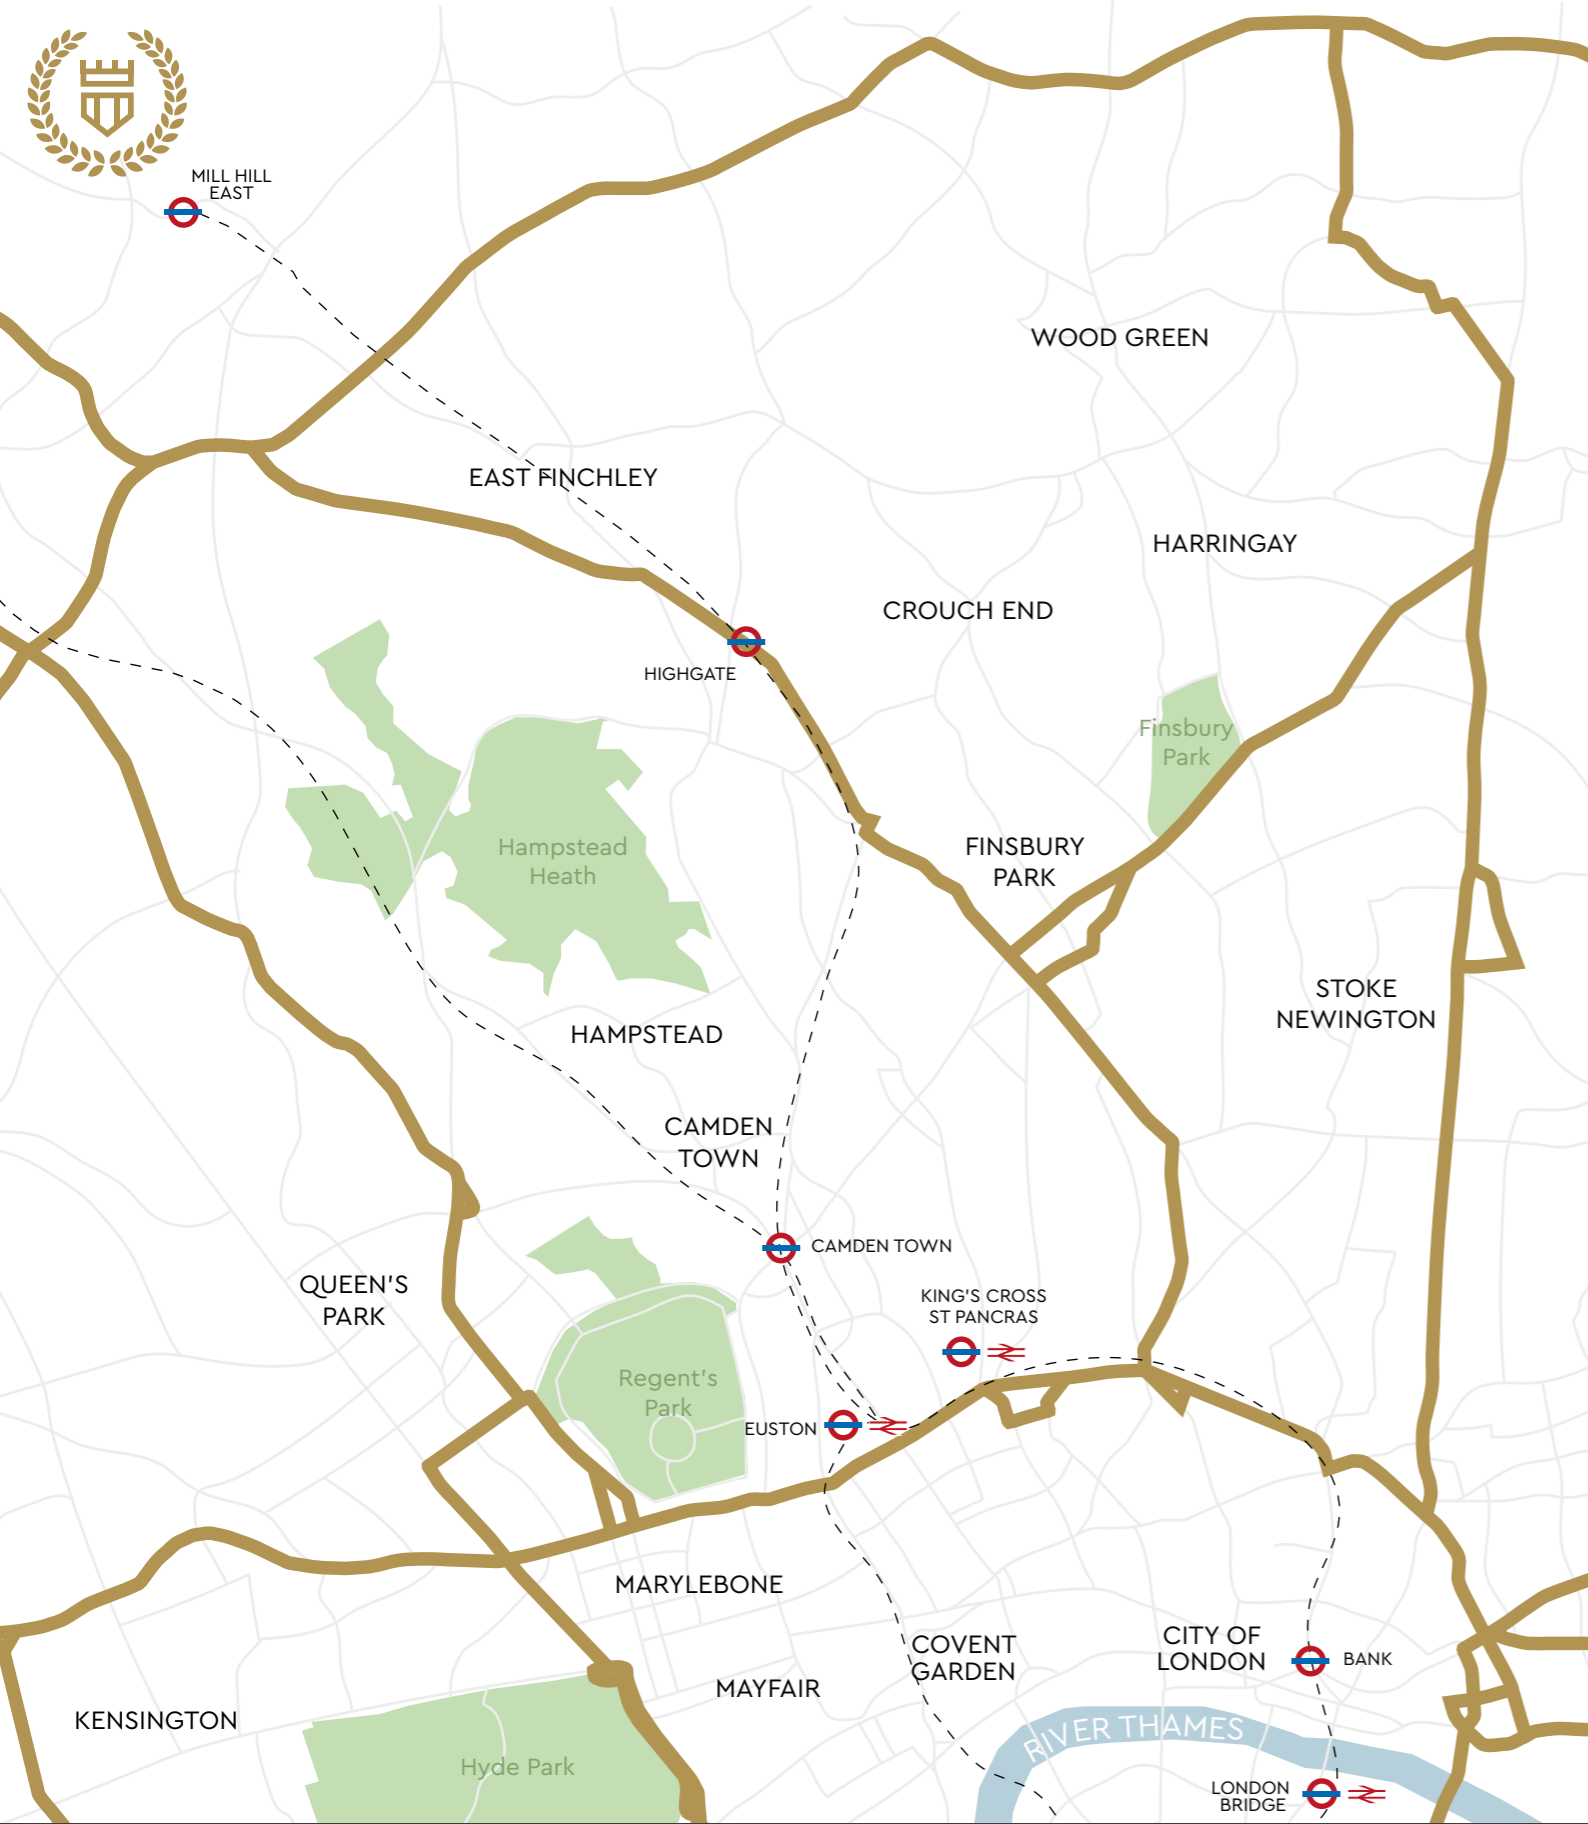 MILL HILL
EAST
WOOD GREEN
EAST FINCHLEY
HARRINGAY
CROUCH END
HIGHGATE
Finsbury
Park
Hampstead
Heath
FINSBURY
PARK
STOKE
NEWINGTON
HAMPSTEAD
CAMDEN
TOWN
CAMDEN TOWN
QUEEN'S
PARK
KING'S CROSS
ST PANCRAS
Regent's
Park
EUSTON
MARYLEBONE
COVENT
GARDEN
CITY OF
LONDON
BANK
MAYFAIR
KENSINGTON
RIVER THAMES
Hyde Park
LONDON
BRIDGE